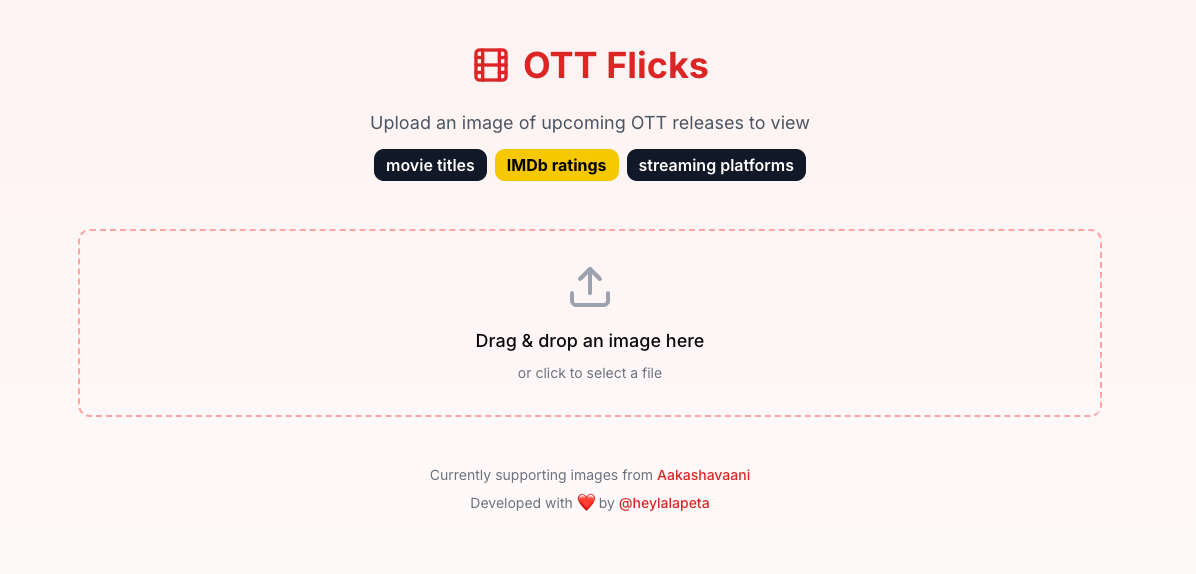 OTT Flicks
Upload an image of upcoming OTT releases to view
movie titles IMDb ratings streaming platforms
Drag & drop an image here
or click to select a file
Currently supporting images from Aakashavaani
Developed with ❤️ by @heylalapeta